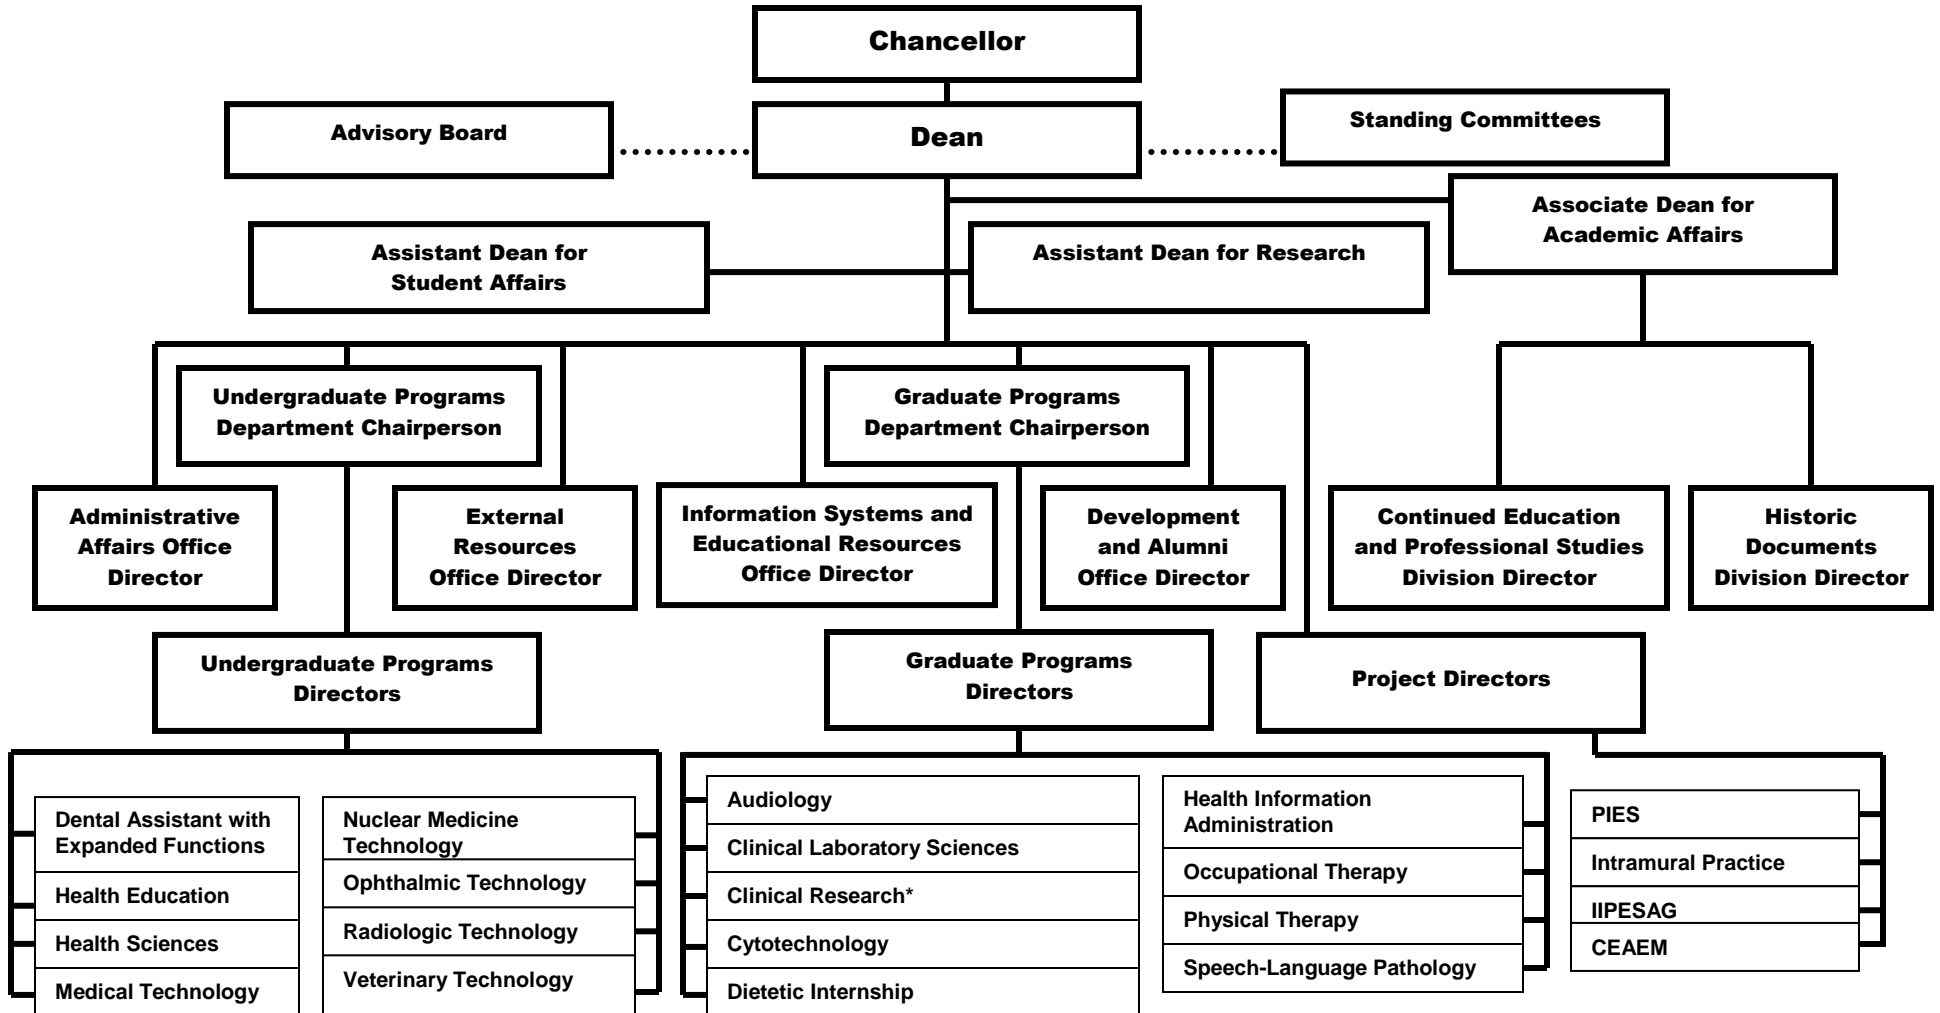 Chancellor
Advisory Board
Dean
Standing Committees
Assistant Dean for
Student Affairs
Assistant Dean for Research
Associate Dean for
Academic Affairs
Undergraduate Programs
Department Chairperson
Graduate Programs
Department Chairperson
Administrative
Affairs Office
Director
External
Resources
Office Director
Information Systems and
Educational Resources
Office Director
Development
and Alumni
Office Director
Continued Education
and Professional Studies
Division Director
Historic
Documents
Division Director
Undergraduate Programs
Directors
Graduate Programs
Directors
Project Directors
Dental Assistant with
Expanded Functions
Health Education
Health Sciences
Medical Technology
Nuclear Medicine
Technology
Ophthalmic Technology
Radiologic Technology
Veterinary Technology
Audiology
Clinical Laboratory Sciences
Clinical Research*
Cytotechnology
Dietetic Internship
Health Information
Administration
Occupational Therapy
Physical Therapy
Speech-Language Pathology
PIES
Intramural Practice
IIPESAG
CEAEM